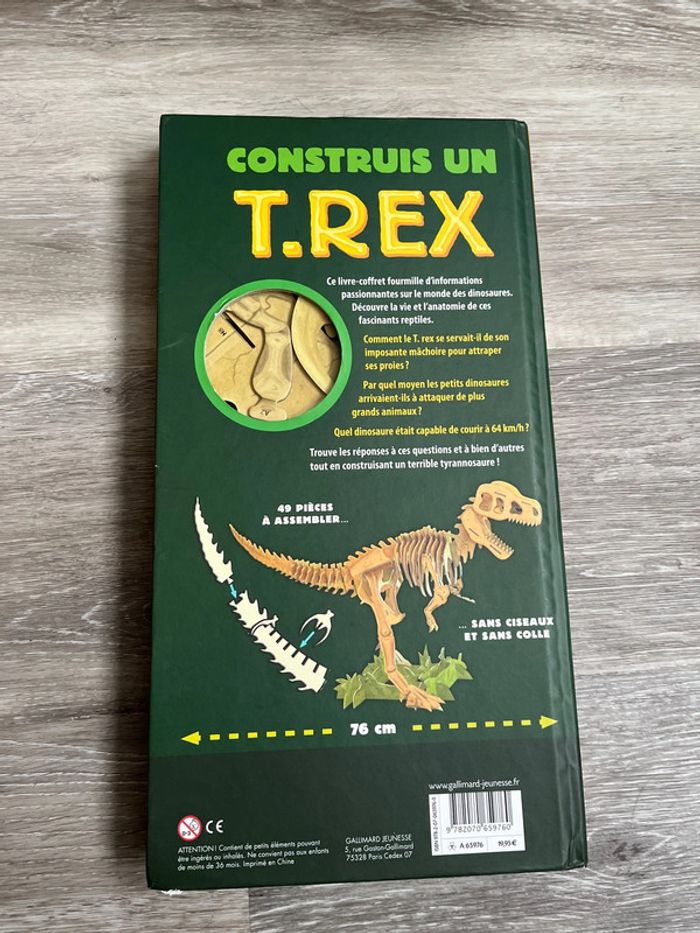 CONSTRUIS UN
T.REX
Ce livre-coffret fourmille d'informations
passionnantes sur le monde des dinosaures.
Découvre la vie et l'anatomie de ces
fascinants reptiles.
Comment le T. rex se servait-il de son
imposante mâchoire pour attraper
ses proies ?
Par quel moyen les petits dinosaures
arrivaient-ils à attaquer de plus
grands animaux ?
Quel dinosaure était capable de courir à 64 km/h ?
Trouve les réponses à ces questions et à bien d'autres
tout en construisant un terrible tyrannosaure !
49 PIÈCES
À ASSEMBLER...
... SANS CISEAUX
ET SANS COLLE
76 cm
www.gallimard-jeunesse.fr
9 782070 659760
A 65976
19,95 €
0-3
CE
ATTENTION ! Contient de petits éléments pouvant
être ingérés ou inhalés. Ne convient pas aux enfants
de moins de 36 mois. Imprimé en Chine
GALLIMARD JEUNESSE
5, rue Gaston-Gallimard
75328 Paris Cedex 07